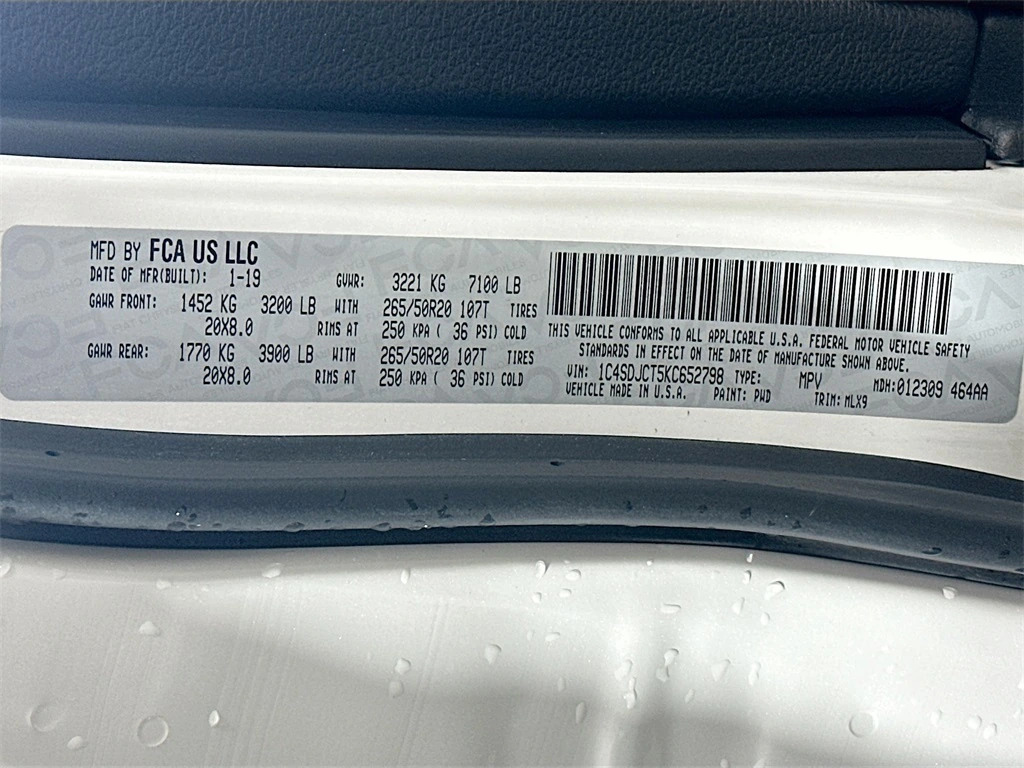 MFD BY FCA US LLC
DATE OF MFR(BUILT): 1-19 GVWR: 3221 KG 7100 LB
GAWR FRONT: 1452 KG 3200 LB WITH 265/50R20 107T TIRES
20X8.0 RIMS AT 250 KPA ( 36 PSI) COLD
GAWR REAR: 1770 KG 3900 LB WITH 265/50R20 107T TIRES
20X8.0 RIMS AT 250 KPA ( 36 PSI) COLD
THIS VEHICLE CONFORMS TO ALL APPLICABLE U.S.A. FEDERAL MOTOR VEHICLE SAFETY
STANDARDS IN EFFECT ON THE DATE OF MANUFACTURE SHOWN ABOVE.
VIN: 1C4SDJCT5KC652798 TYPE: MPV MDH:012309 464AA
VEHICLE MADE IN U.S.A. PAINT: PWD TRIM: MLX9